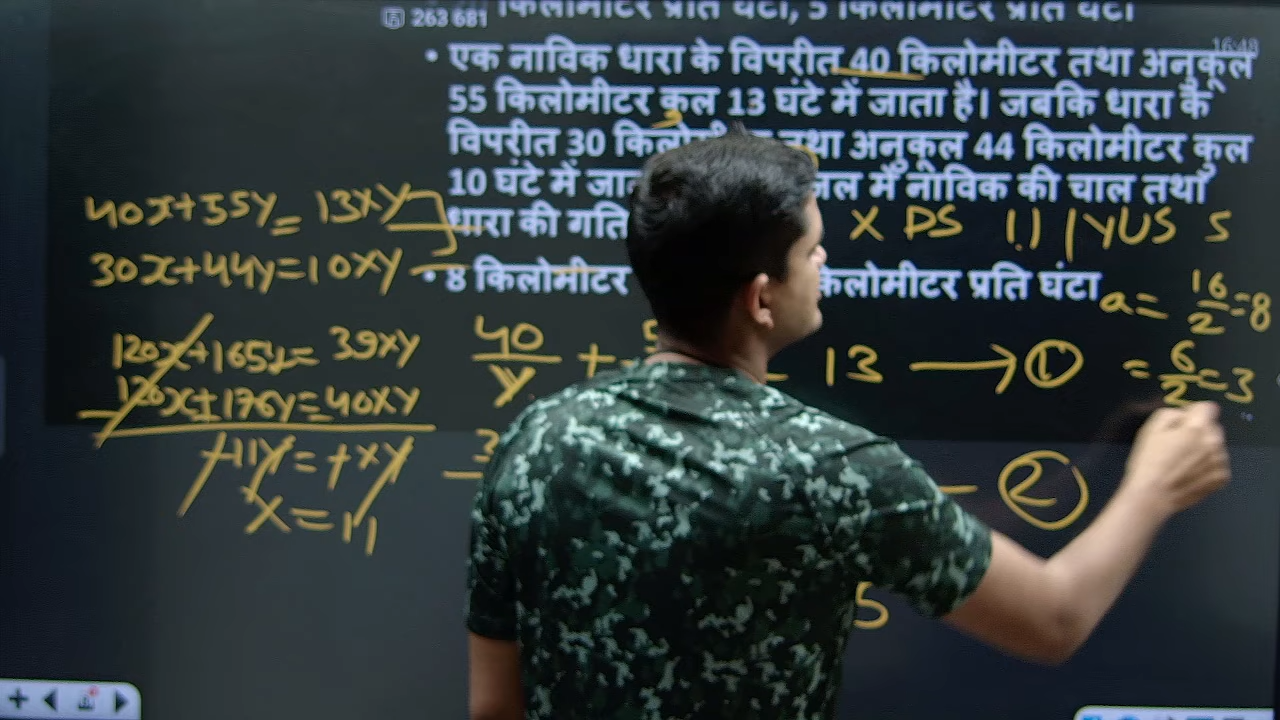 263 681
किलोमीटर प्रति घंटा, 5 किलोमीटर प्रति घंटा
16:48
• एक नाविक धारा के विपरीत 40 किलोमीटर तथा अनुकूल
55 किलोमीटर कुल 13 घंटे में जाता है। जबकि धारा के
विपरीत 30 तथा अनुकूल 44 किलोमीटर कुल
10 घंटे में में नाविक की चाल तथा
धारा की गति
• 8 किलोमीटर किलोमीटर प्रति घंटा
40x+55y=13xy
30x+44y=10xy
120x+165y=39xy
120x+176y=40xy
-11y=-xy
x=11
X DS 11 | YUS 5
a= 16/2 =8
= 6/2 =3
40/y + 13 → ①
②
5